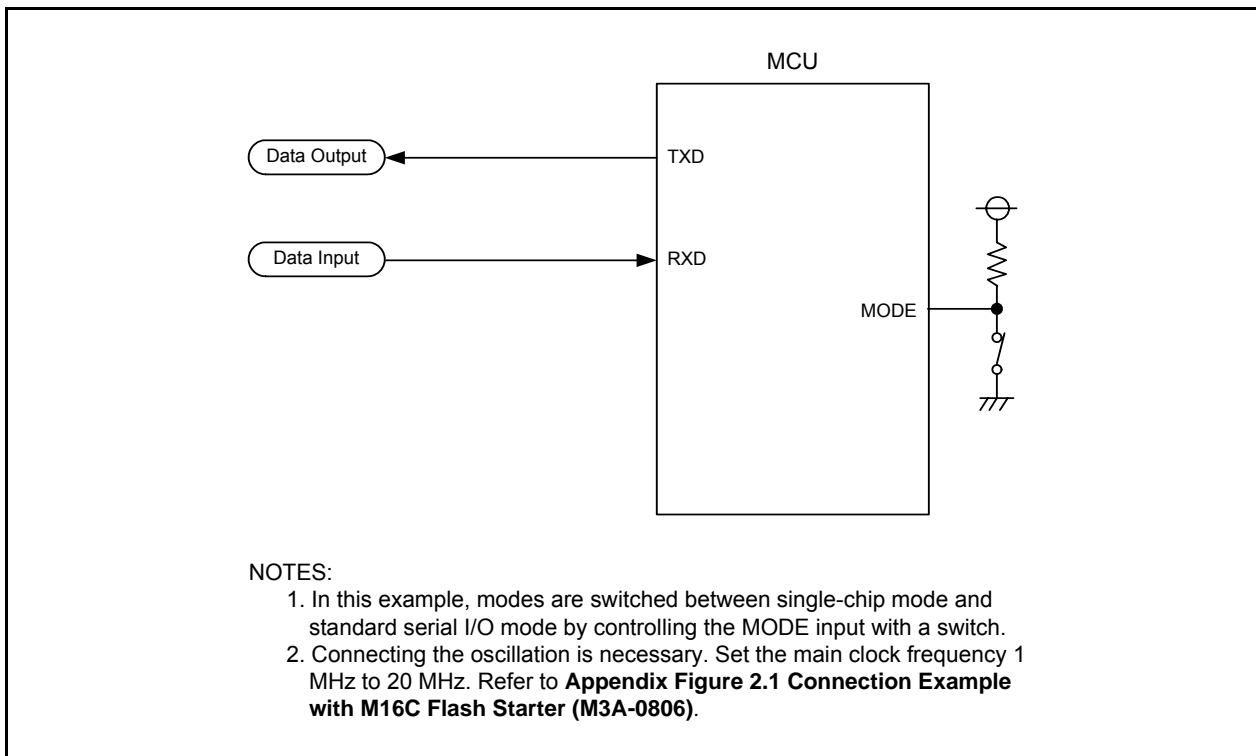 MCU
Data Output
TXD
Data Input
RXD
MODE
NOTES:
1. In this example, modes are switched between single-chip mode and
standard serial I/O mode by controlling the MODE input with a switch.
2. Connecting the oscillation is necessary. Set the main clock frequency 1
MHz to 20 MHz. Refer to Appendix Figure 2.1 Connection Example
with M16C Flash Starter (M3A-0806).